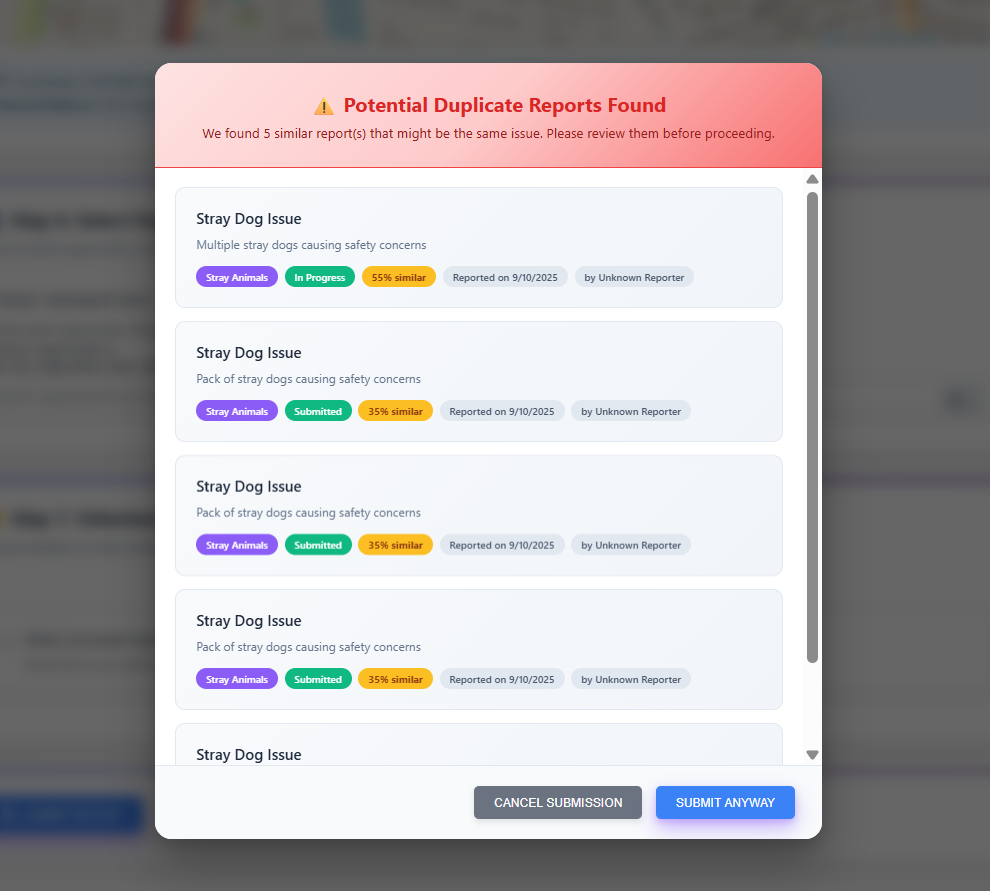 ⚠️ Potential Duplicate Reports Found
We found 5 similar report(s) that might be the same issue. Please review them before proceeding.
Stray Dog Issue
Multiple stray dogs causing safety concerns
Stray Animals In Progress 55% similar Reported on 9/10/2025 by Unknown Reporter
Stray Dog Issue
Pack of stray dogs causing safety concerns
Stray Animals Submitted 35% similar Reported on 9/10/2025 by Unknown Reporter
Stray Dog Issue
Pack of stray dogs causing safety concerns
Stray Animals Submitted 35% similar Reported on 9/10/2025 by Unknown Reporter
Stray Dog Issue
Pack of stray dogs causing safety concerns
Stray Animals Submitted 35% similar Reported on 9/10/2025 by Unknown Reporter
Stray Dog Issue
CANCEL SUBMISSION SUBMIT ANYWAY